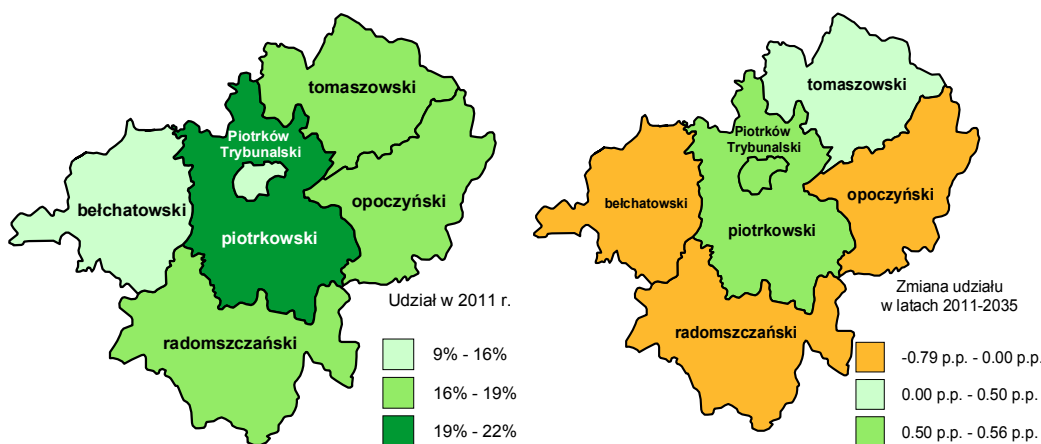 tomaszowski
Piotrków
Trybunalski
opoczyński
bełchatowski
piotrkowski
radomszczański
Udział w 2011 r.
9% - 16%
16% - 19%
19% - 22%
tomaszowski
Piotrków
Trybunalski
opoczyński
bełchatowski
piotrkowski
radomszczański
Zmiana udziału
w latach 2011-2035
-0.79 p.p. - 0.00 p.p.
0.00 p.p. - 0.50 p.p.
0.50 p.p. - 0.56 p.p.